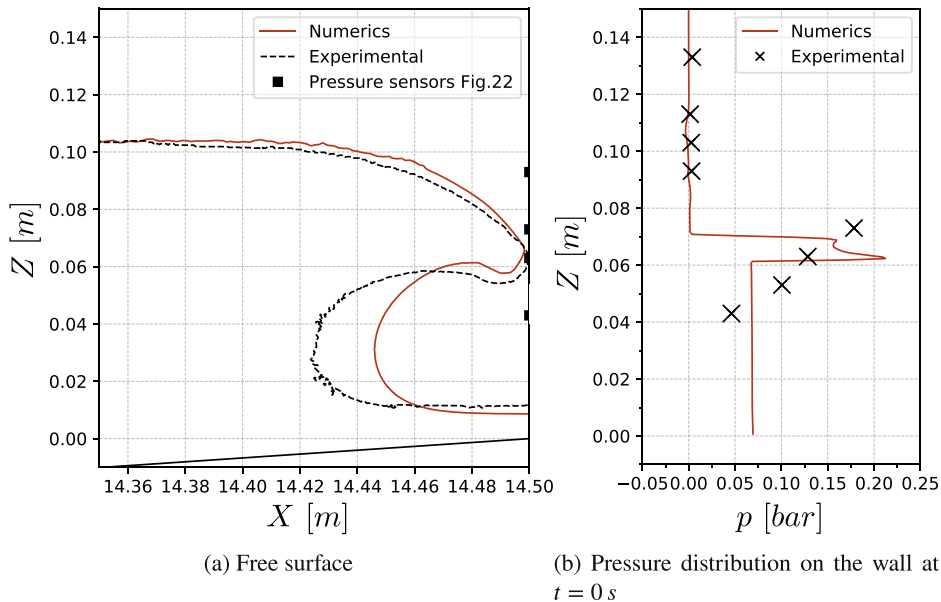 Numerics
Experimental
Pressure sensors Fig.22
0.14
0.12
0.10
0.08
0.06
0.04
0.02
0.00
Z [m]
14.36 14.38 14.40 14.42 14.44 14.46 14.48 14.50
X [m]
(a) Free surface
Numerics
Experimental
0.14
0.12
0.10
0.08
0.06
0.04
0.02
0.00
Z [m]
−0.05 0.00 0.05 0.10 0.15 0.20 0.25
p [bar]
(b) Pressure distribution on the wall at
t = 0 s